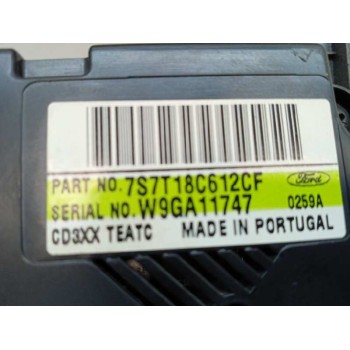 PART NO. 7S7T18C612CF Ford
SERIAL NO. W9GA11747 0259A
CD3XX TEATC MADE IN PORTUGAL